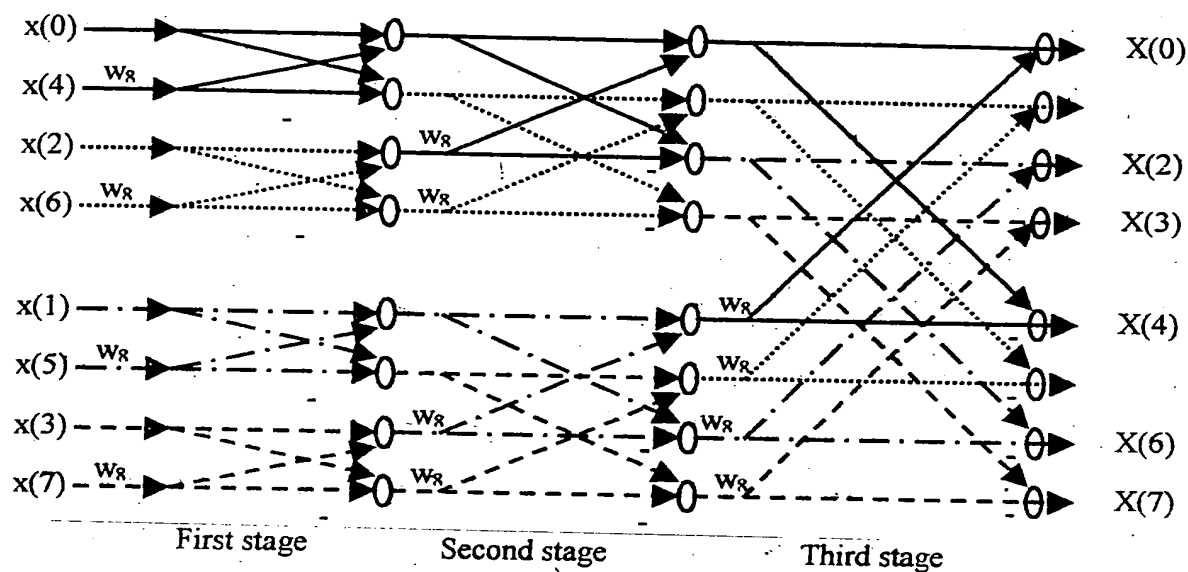 x(0) X(0)
x(4) W₈
x(2) W₈ X(2)
x(6) W₈ W₈ X(3)
x(1) W₈ X(4)
x(5) W₈ W₈
x(3) W₈ W₈ X(6)
x(7) W₈ W₈ W₈ X(7)
First stage Second stage Third stage